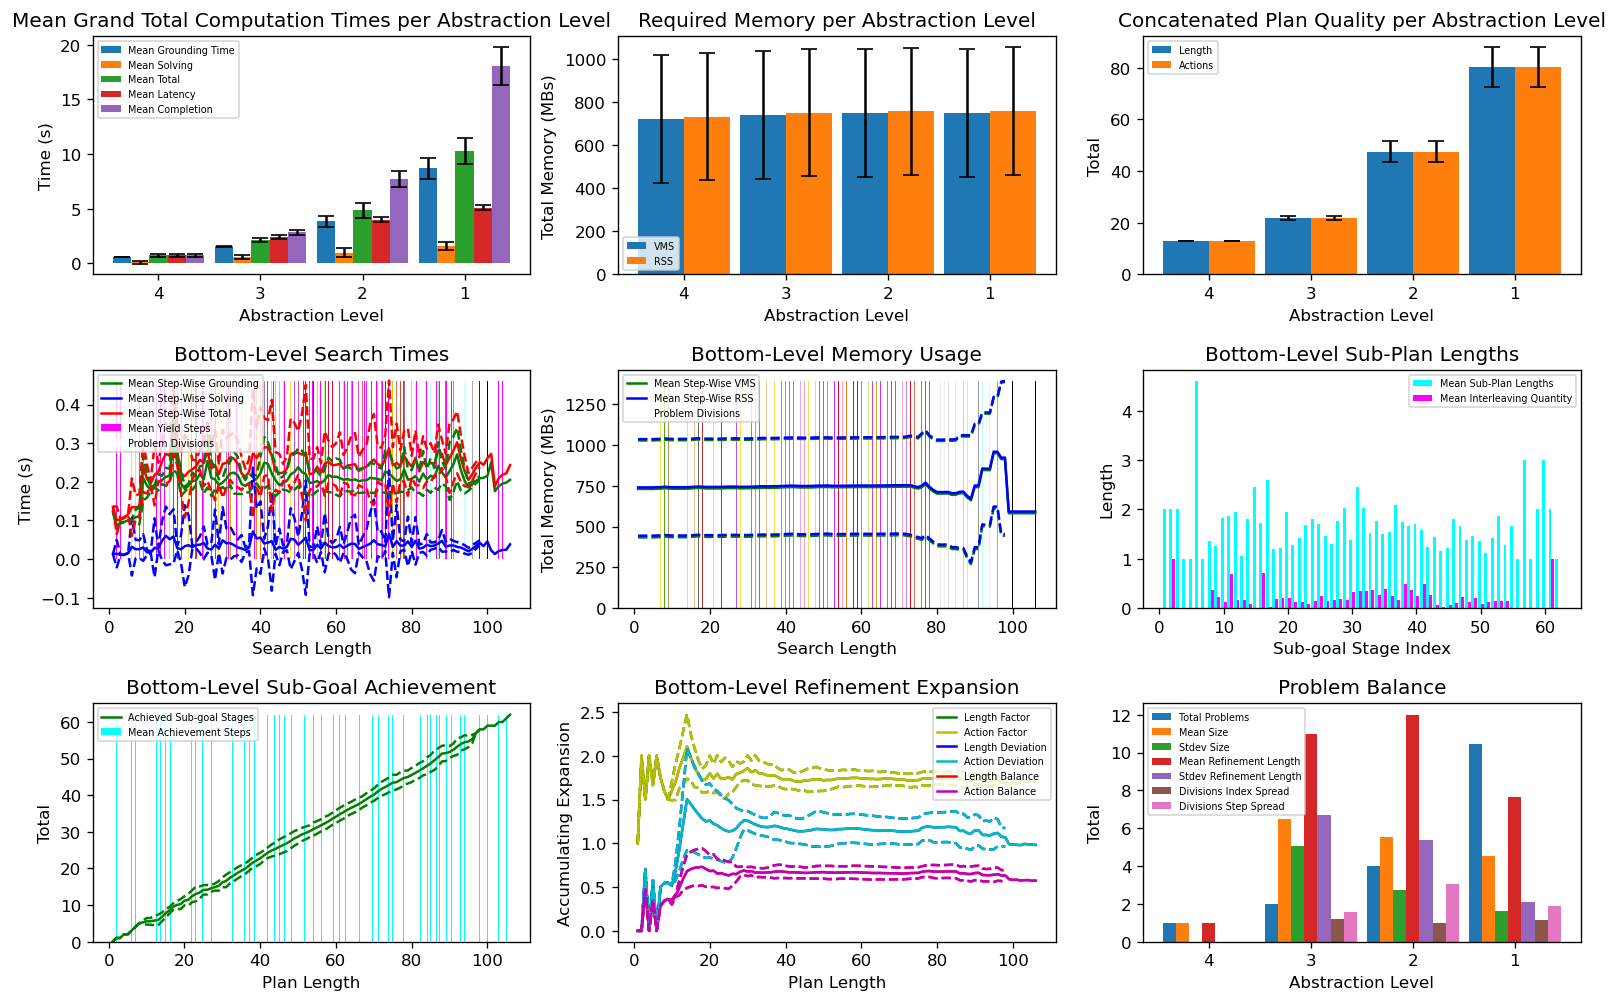 Mean Grand Total Computation Times per Abstraction Level
20
15
10
5
0
Time (s)
Mean Grounding Time
Mean Solving
Mean Total
Mean Latency
Mean Completion
4 3 2 1
Abstraction Level
Required Memory per Abstraction Level
1000
800
600
400
200
0
Total Memory (MBs)
VMS
RSS
4 3 2 1
Abstraction Level
Concatenated Plan Quality per Abstraction Level
80
60
40
20
0
Total
Length
Actions
4 3 2 1
Abstraction Level
Bottom-Level Search Times
0.4
0.3
0.2
0.1
0.0
−0.1
Time (s)
Mean Step-Wise Grounding
Mean Step-Wise Solving
Mean Step-Wise Total
Mean Yield Steps
Problem Divisions
0 20 40 60 80 100
Search Length
Bottom-Level Memory Usage
1250
1000
750
500
250
0
Total Memory (MBs)
Mean Step-Wise VMS
Mean Step-Wise RSS
Problem Divisions
0 20 40 60 80 100
Search Length
Bottom-Level Sub-Plan Lengths
4
3
2
1
0
Length
Mean Sub-Plan Lengths
Mean Interleaving Quantity
0 10 20 30 40 50 60
Sub-goal Stage Index
Bottom-Level Sub-Goal Achievement
60
50
40
30
20
10
0
Total
Achieved Sub-goal Stages
Mean Achievement Steps
0 20 40 60 80 100
Plan Length
Bottom-Level Refinement Expansion
2.5
2.0
1.5
1.0
0.5
0.0
Accumulating Expansion
Length Factor
Action Factor
Length Deviation
Action Deviation
Length Balance
Action Balance
0 20 40 60 80 100
Plan Length
Problem Balance
12
10
8
6
4
2
0
Total
Total Problems
Mean Size
Stdev Size
Mean Refinement Length
Stdev Refinement Length
Divisions Index Spread
Divisions Step Spread
4 3 2 1
Abstraction Level